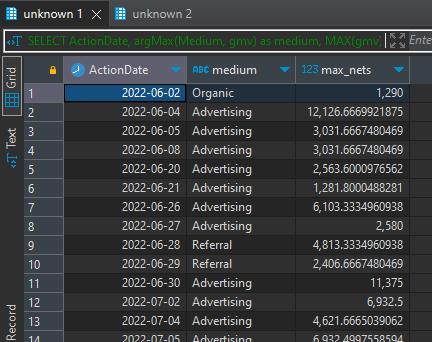 unknown 1 X unknown 2
SELECT ActionDate, argMax(Medium, gmv) as medium, MAX(gmv) Ente
ActionDate ABC medium 123 max_nets
1 2022-06-02 Organic 1,290
2 2022-06-04 Advertising 12,126.6669921875
3 2022-06-05 Advertising 3,031.6667480469
4 2022-06-08 Advertising 3,031.6667480469
5 2022-06-20 Advertising 2,563.6000976562
6 2022-06-21 Advertising 1,281.8000488281
7 2022-06-26 Advertising 6,103.3334960938
8 2022-06-27 Advertising 2,580
9 2022-06-28 Referral 4,813.3334960938
10 2022-06-29 Referral 2,406.6667480469
11 2022-06-30 Advertising 11,375
12 2022-07-02 Advertising 6,932.5
13 2022-07-04 Advertising 4,621.6665039062
14 2022-07-05 Advertising 6,932.4997558594
Grid
Text
Record